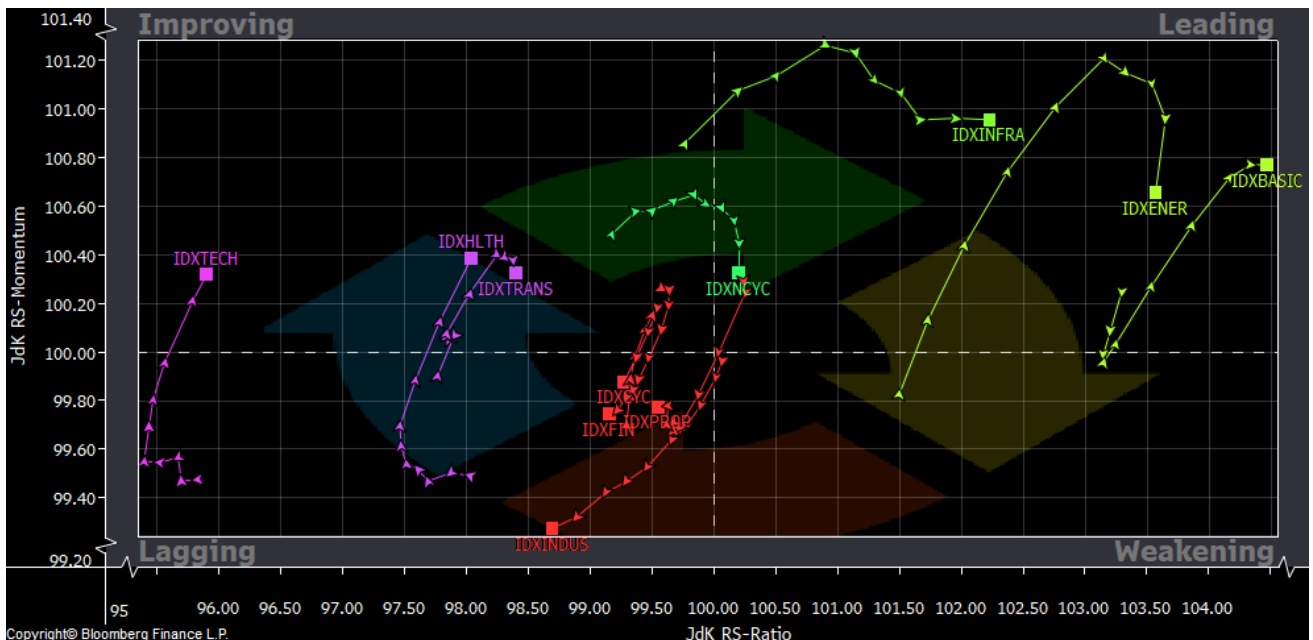 101.40
Improving
Leading
101.20
101.00
IDXINFRA
100.80
IDXBASIC
100.60
IDXENER
IDXHLTH
100.40
IDXTECH
IDXTRANS
IDXNCYC
100.20
JdK RS-Momentum
100.00
99.80
IDXCYC
IDXFIN
IDXPROP
99.60
99.40
IDXINDUS
99.20
Lagging
Weakening
95 96.00 96.50 97.00 97.50 98.00 98.50 99.00 99.50 100.00 100.50 101.00 101.50 102.00 102.50 103.00 103.50 104.00
JdK RS-Ratio
Copyright© Bloomberg Finance L.P.